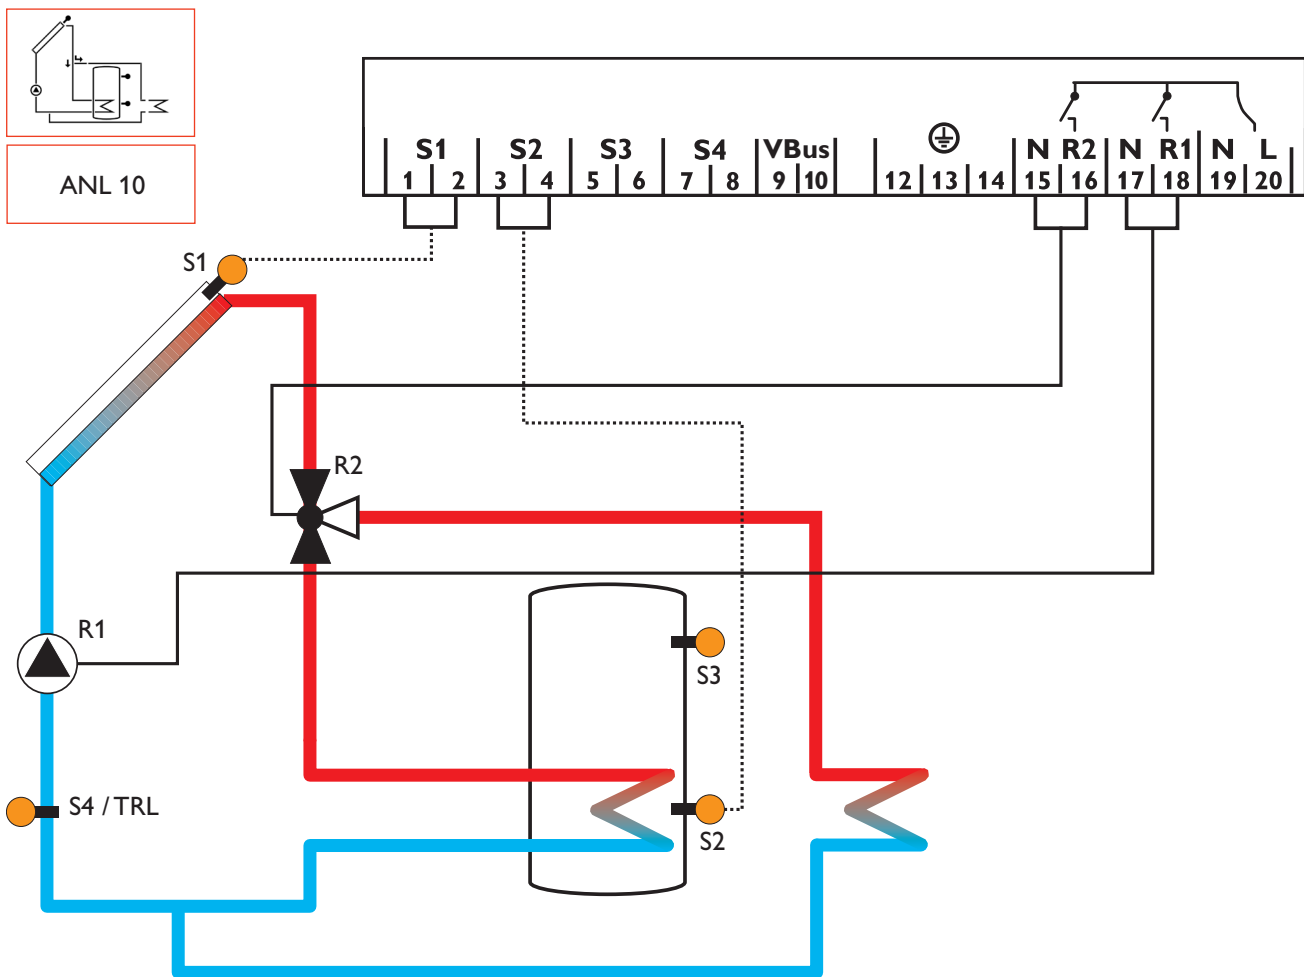 ANL 10
S1 S2 S3 S4 VBus N R2 N R1 N L
1 2 3 4 5 6 7 8 9 10 12 13 14 15 16 17 18 19 20
S1
R2
R1
S3
S4 / TRL
S2